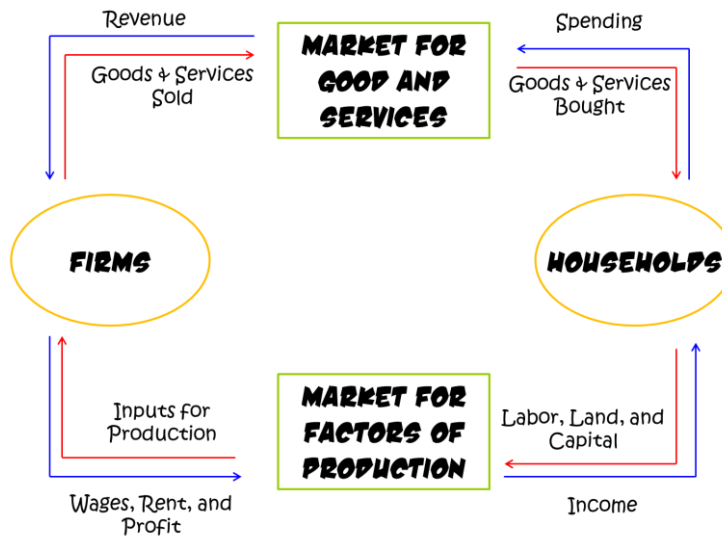 Revenue
MARKET FOR
GOOD AND
SERVICES
Spending
Goods & Services
Sold
Goods & Services
Bought
FIRMS
HOUSEHOLDS
Inputs for
Production
MARKET FOR
FACTORS OF
PRODUCTION
Labor, Land, and
Capital
Wages, Rent, and
Profit
Income